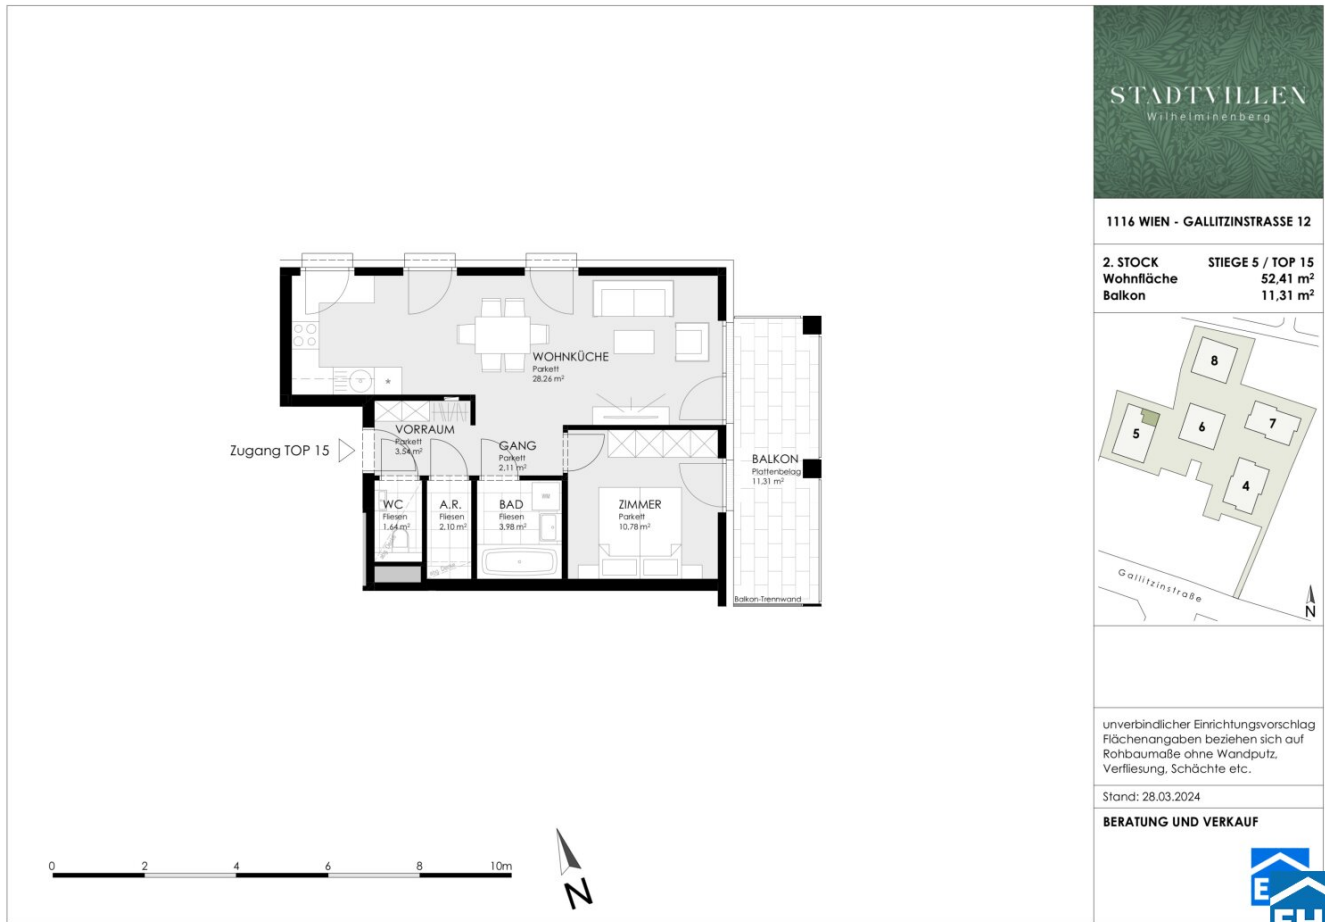 STADTVILLEN
Wilhelminenberg
1116 WIEN - GALLITZINSTRASSE 12
2. STOCK STIEGE 5 / TOP 15
Wohnfläche 52,41 m²
Balkon 11,31 m²
8
5
6
7
4
Gallitzinstraße
N
unverbindlicher Einrichtungsvorschlag
Flächenangaben beziehen sich auf
Rohbaumaße ohne Wandputz,
Verfliesung, Schächte etc.
Stand: 28.03.2024
BERATUNG UND VERKAUF
E
EH
WOHNKÜCHE
Parkett
28,26 m²
Zugang TOP 15
VORRAUM
Parkett
3,54 m²
GANG
Parkett
2,11 m²
WC
Fliesen
1,64 m²
A.R.
Fliesen
2,10 m²
BAD
Fliesen
3,98 m²
ZIMMER
Parkett
10,78 m²
BALKON
Plattenbelag
11,31 m²
Balkon-Trennwand
0 2 4 6 8 10m
N